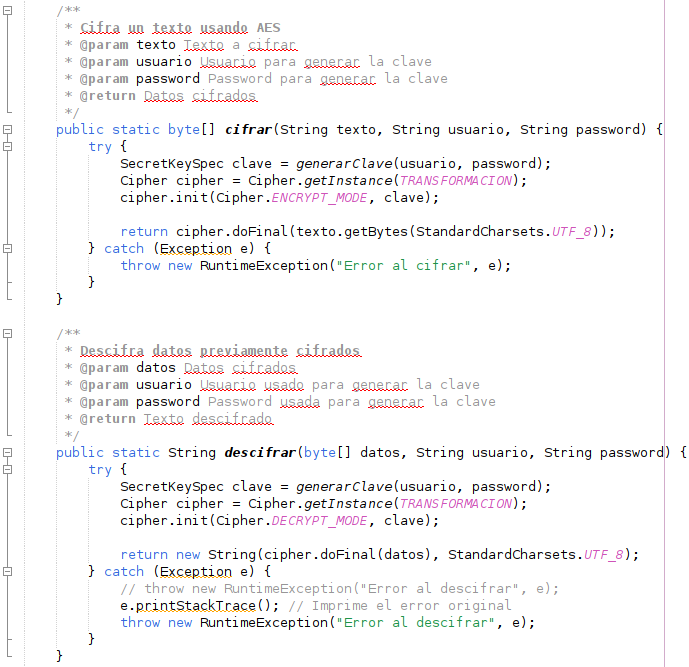 /**
 * Cifra un texto usando AES
 * @param texto Texto a cifrar
 * @param usuario Usuario para generar la clave
 * @param password Password para generar la clave
 * @return Datos cifrados
 */
public static byte[] cifrar(String texto, String usuario, String password) {
    try {
        SecretKeySpec clave = generarClave(usuario, password);
        Cipher cipher = Cipher.getInstance(TRANSFORMACION);
        cipher.init(Cipher.ENCRYPT_MODE, clave);

        return cipher.doFinal(texto.getBytes(StandardCharsets.UTF_8));
    } catch (Exception e) {
        throw new RuntimeException("Error al cifrar", e);
    }
}

/**
 * Descifra datos previamente cifrados
 * @param datos Datos cifrados
 * @param usuario Usuario usado para generar la clave
 * @param password Password usada para generar la clave
 * @return Texto descifrado
 */
public static String descifrar(byte[] datos, String usuario, String password) {
    try {
        SecretKeySpec clave = generarClave(usuario, password);
        Cipher cipher = Cipher.getInstance(TRANSFORMACION);
        cipher.init(Cipher.DECRYPT_MODE, clave);

        return new String(cipher.doFinal(datos), StandardCharsets.UTF_8);
    } catch (Exception e) {
        // throw new RuntimeException("Error al descifrar", e);
        e.printStackTrace(); // Imprime el error original
        throw new RuntimeException("Error al descifrar", e);
    }
}